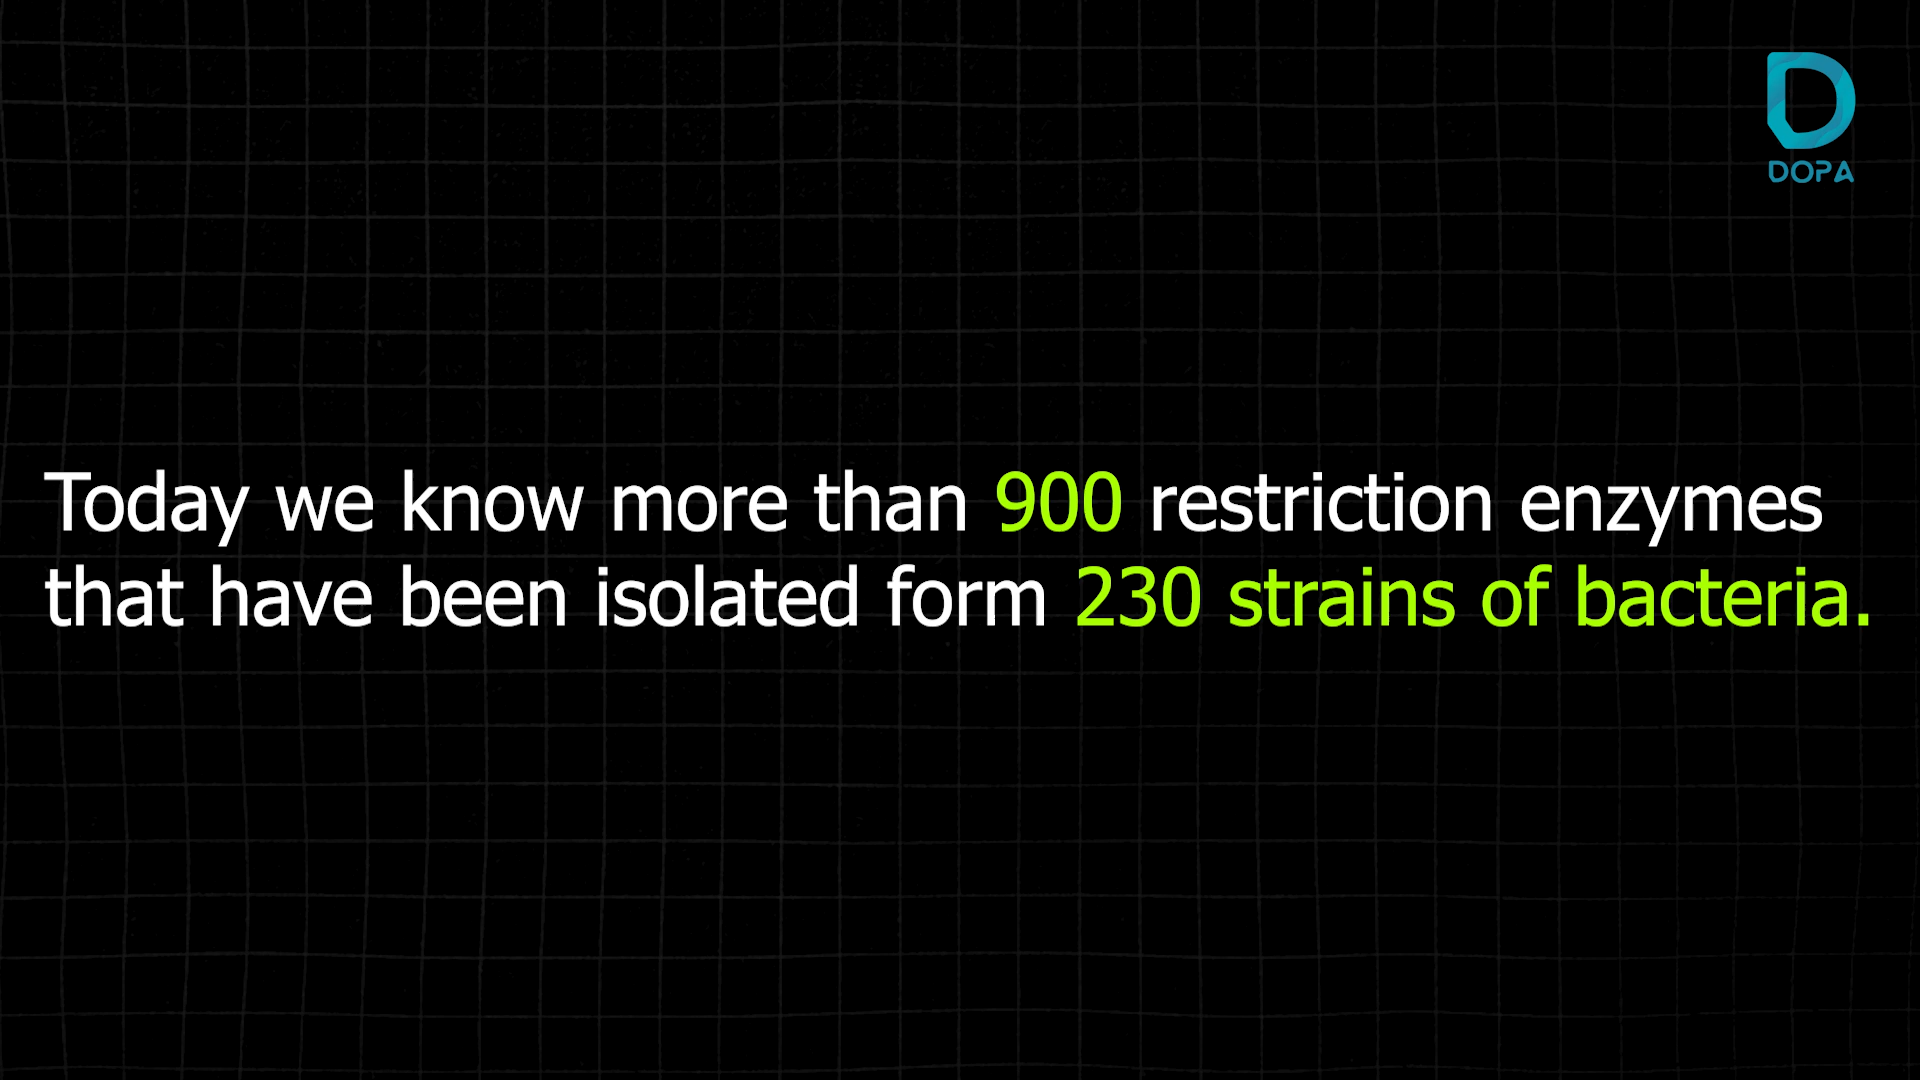 DOPA
Today we know more than 900 restriction enzymes
that have been isolated form 230 strains of bacteria.